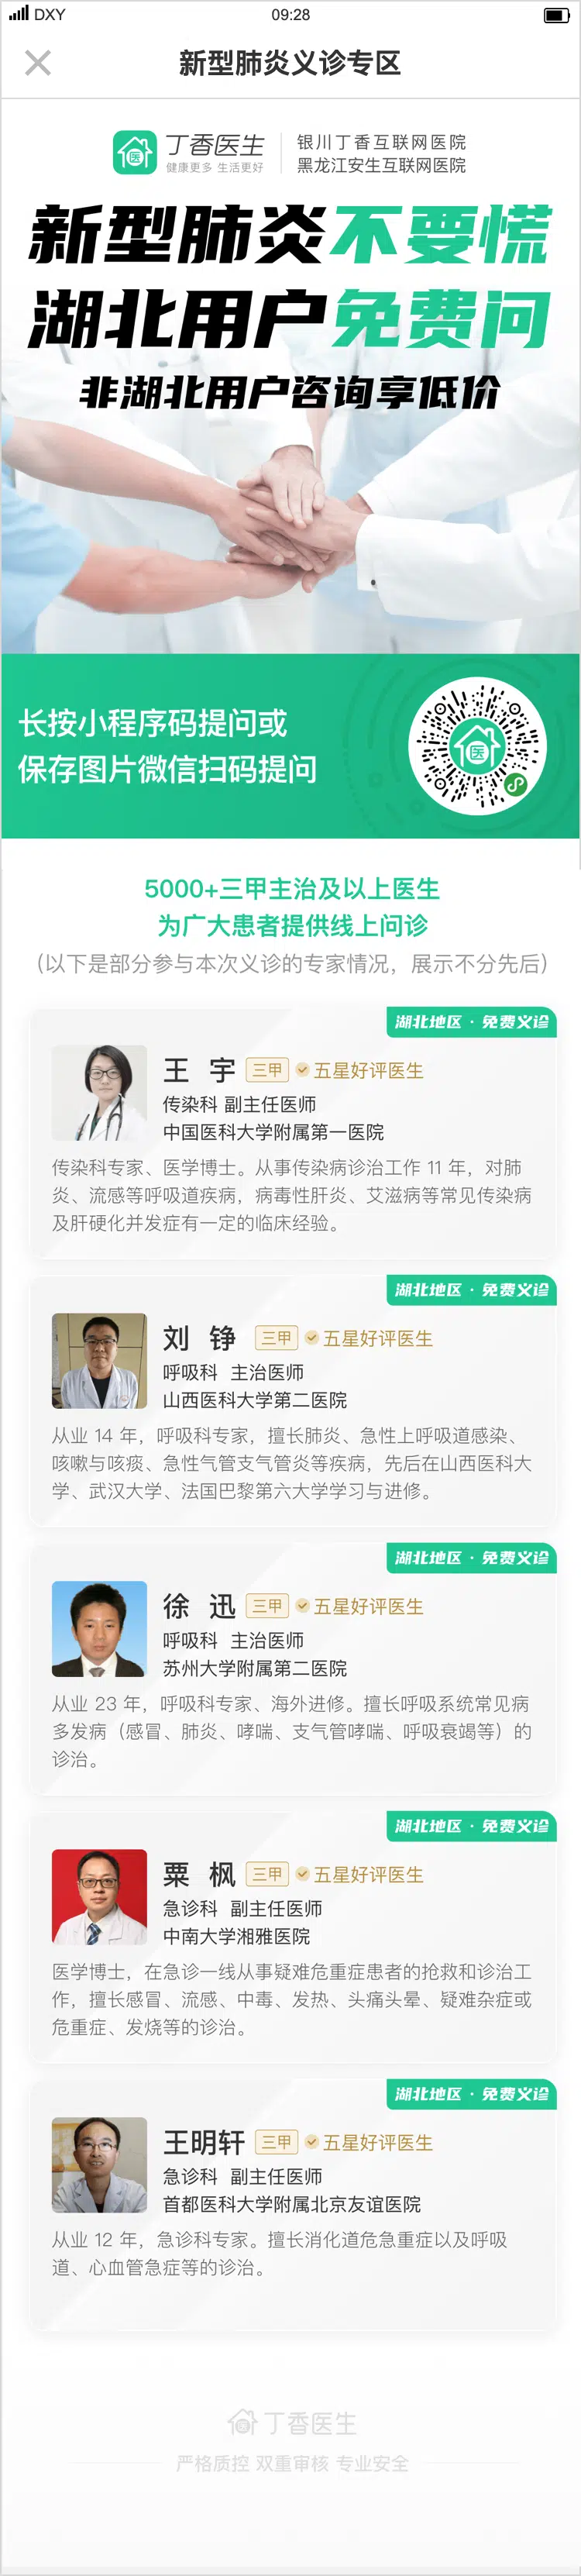 DXY
09:28
新型肺炎义诊专区
丁香医生
健康更多 生活更好
银川丁香互联网医院
黑龙江安生互联网医院
新型肺炎不要慌
湖北用户免费问
非湖北用户咨询享低价
长按小程序码提问或
保存图片微信扫码提问
医
5000+三甲主治及以上医生
为广大患者提供线上问诊
(以下是部分参与本次义诊的专家情况，展示不分先后)
湖北地区 · 免费义诊
王 宇 三甲 五星好评医生
传染科 副主任医师
中国医科大学附属第一医院
传染科专家、医学博士。从事传染病诊治工作 11 年，对肺
炎、流感等呼吸道疾病，病毒性肝炎、艾滋病等常见传染病
及肝硬化并发症有一定的临床经验。
湖北地区 · 免费义诊
刘 铮 三甲 五星好评医生
呼吸科 主治医师
山西医科大学第二医院
从业 14 年，呼吸科专家，擅长肺炎、急性上呼吸道感染、
咳嗽与咳痰、急性气管支气管炎等疾病，先后在山西医科大
学、武汉大学、法国巴黎第六大学学习与进修。
湖北地区 · 免费义诊
徐 迅 三甲 五星好评医生
呼吸科 主治医师
苏州大学附属第二医院
从业 23 年，呼吸科专家、海外进修。擅长呼吸系统常见病
多发病（感冒、肺炎、哮喘、支气管哮喘、呼吸衰竭等）的
诊治。
湖北地区 · 免费义诊
粟 枫 三甲 五星好评医生
急诊科 副主任医师
中南大学湘雅医院
医学博士，在急诊一线从事疑难危重症患者的抢救和诊治工
作，擅长感冒、流感、中毒、发热、头痛头晕、疑难杂症或
危重症、发烧等的诊治。
湖北地区 · 免费义诊
王明轩 三甲 五星好评医生
急诊科 副主任医师
首都医科大学附属北京友谊医院
从业 12 年，急诊科专家。擅长消化道危急重症以及呼吸
道、心血管急症等的诊治。
丁香医生
严格质控 双重审核 专业安全